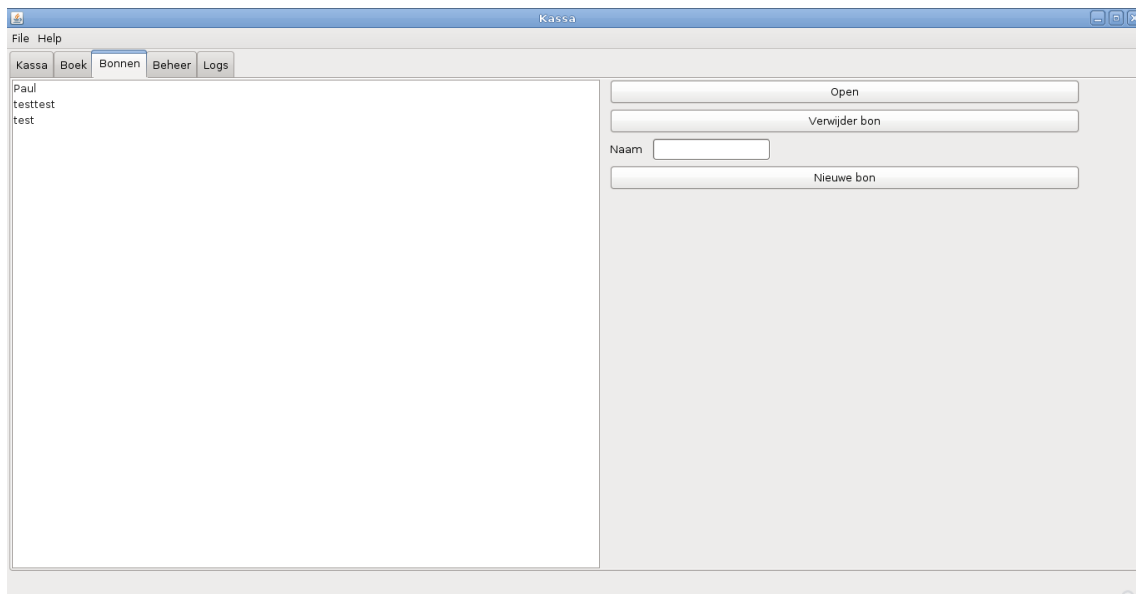 Kassa
File Help
Kassa Boek Bonnen Beheer Logs
Paul
testtest
test
Open
Verwijder bon
Naam
Nieuwe bon